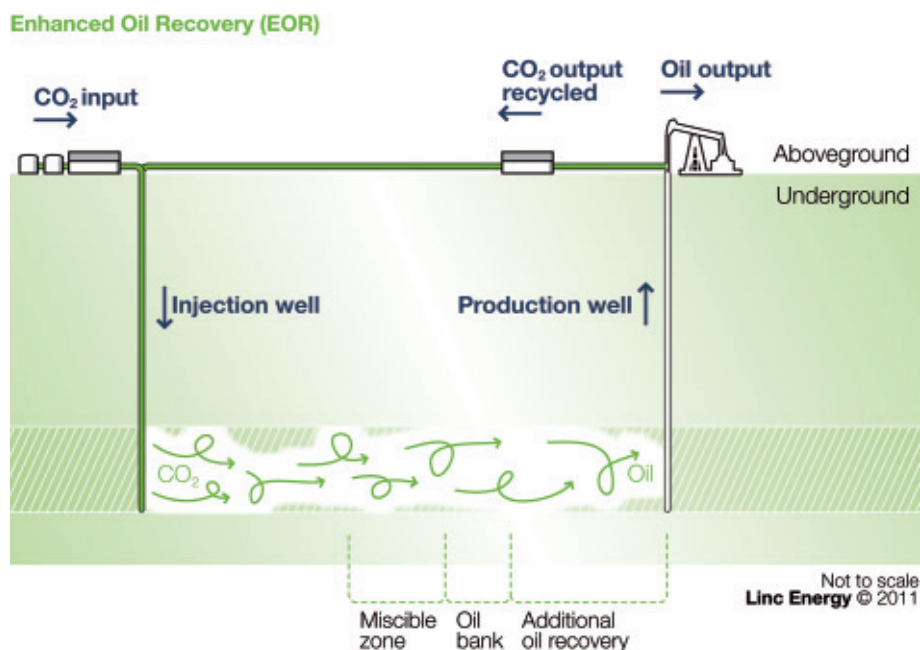 Enhanced Oil Recovery (EOR)
CO₂ input
CO₂ output
recycled
Oil output
Aboveground
Underground
Injection well
Production well
CO₂
Oil
Miscible
zone
Oil
bank
Additional
oil recovery
Not to scale
Linc Energy © 2011